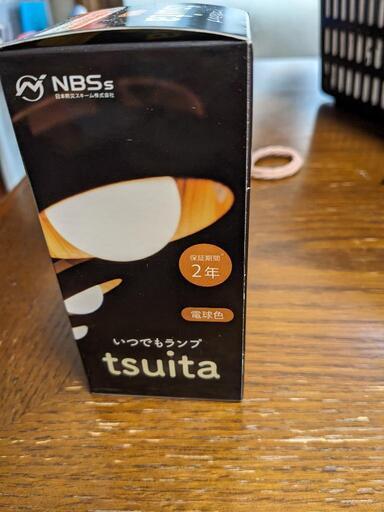 NBSs
日本防災スキーム株式会社
保証期間
2年
電球色
いつでもランプ
tsuita